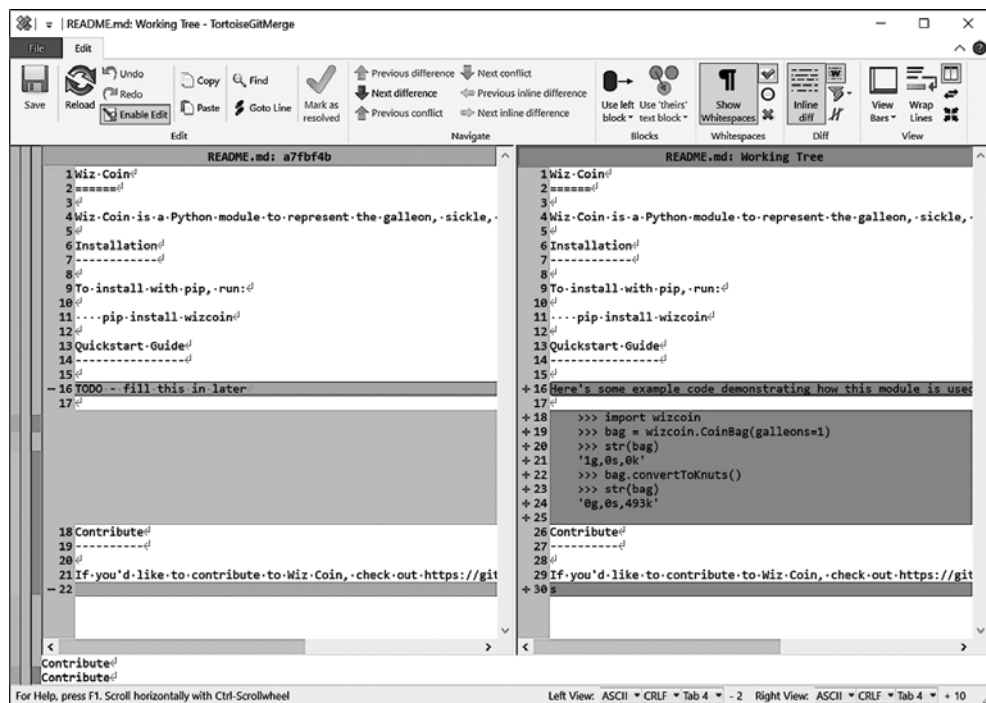 README.md: Working Tree - TortoiseGitMerge
File Edit
Save
Reload
Undo
Redo
Enable Edit
Copy
Paste
Find
Goto Line
Mark as resolved
Edit
Previous difference
Next difference
Previous conflict
Next conflict
Previous inline difference
Next inline difference
Navigate
Use left block
Use 'theirs' text block
Blocks
Show Whitespaces
Whitespaces
Inline diff
Diff
View Bars
Wrap Lines
View
README.md: a7fbf4b
1 Wiz·Coin
2 ======
3
4 Wiz·Coin·is·a·Python·module·to·represent·the·galleon,·sickle,·
5
6 Installation
7 ------------
8
9 To·install·with·pip,·run:
10
11 ····pip·install·wizcoin
12
13 Quickstart·Guide
14 ----------------
15
- 16 TODO·-·fill·this·in·later
17
18 Contribute
19 ----------
20
21 If·you'd·like·to·contribute·to·Wiz·Coin,·check·out·https://git
- 22
README.md: Working Tree
1 Wiz·Coin
2 ======
3
4 Wiz·Coin·is·a·Python·module·to·represent·the·galleon,·sickle,·
5
6 Installation
7 ------------
8
9 To·install·with·pip,·run:
10
11 ····pip·install·wizcoin
12
13 Quickstart·Guide
14 ----------------
15
+ 16 Here's some example code demonstrating how this module is used
17
+ 18     >>> import wizcoin
+ 19     >>> bag = wizcoin.CoinBag(galleons=1)
+ 20     >>> str(bag)
+ 21     '1g,0s,0k'
+ 22     >>> bag.convertToKnuts()
+ 23     >>> str(bag)
+ 24     '0g,0s,493k'
+ 25
26 Contribute
27 ----------
28
29 If·you'd·like·to·contribute·to·Wiz·Coin,·check·out·https://git
+ 30 s
Contribute
Contribute
For Help, press F1. Scroll horizontally with Ctrl-Scrollwheel
Left View: ASCII CRLF Tab 4 - 2 Right View: ASCII CRLF Tab 4 + 10